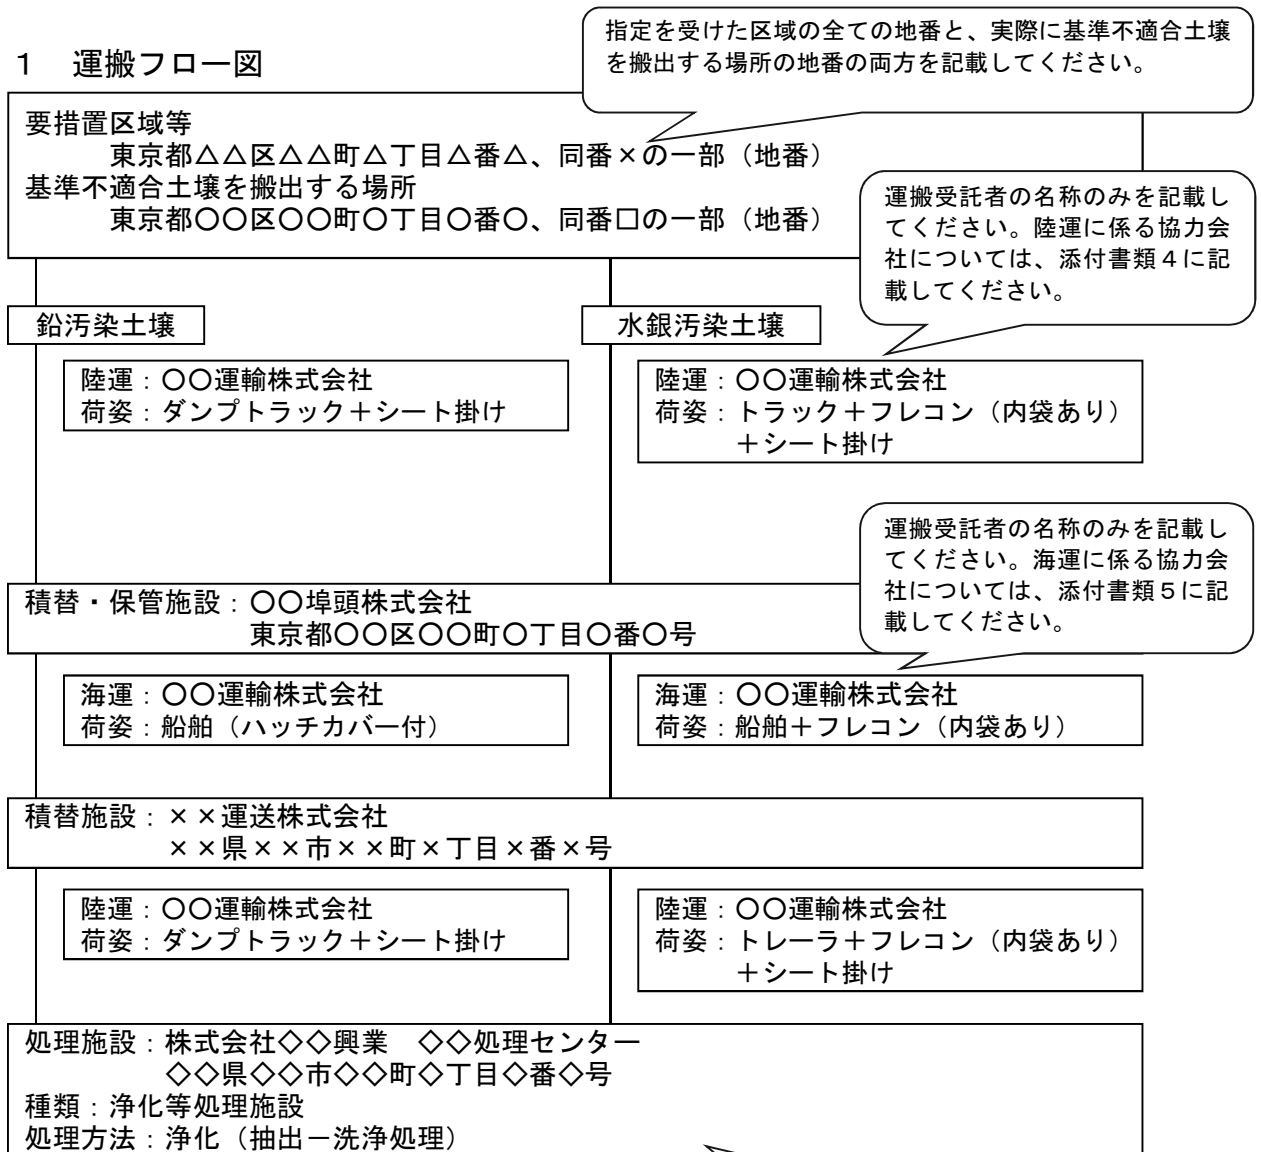 指定を受けた区域の全ての地番と、実際に基準不適合土壌
を搬出する場所の地番の両方を記載してください。
１　運搬フロー図
要措置区域等
東京都△△区△△町△丁目△番△、同番×の一部（地番）
基準不適合土壌を搬出する場所
東京都〇〇区〇〇町〇丁目〇番〇、同番□の一部（地番）
運搬受託者の名称のみを記載し
てください。陸運に係る協力会
社については、添付書類４に記
載してください。
鉛汚染土壌
水銀汚染土壌
陸運：〇〇運輸株式会社
荷姿：ダンプトラック＋シート掛け
陸運：〇〇運輸株式会社
荷姿：トラック＋フレコン（内袋あり）
＋シート掛け
運搬受託者の名称のみを記載し
てください。海運に係る協力会
社については、添付書類５に記
載してください。
積替・保管施設：〇〇埠頭株式会社
東京都〇〇区〇〇町〇丁目〇番〇号
海運：〇〇運輸株式会社
荷姿：船舶（ハッチカバー付）
海運：〇〇運輸株式会社
荷姿：船舶＋フレコン（内袋あり）
積替施設：××運送株式会社
××県××市××町×丁目×番×号
陸運：〇〇運輸株式会社
荷姿：ダンプトラック＋シート掛け
陸運：〇〇運輸株式会社
荷姿：トレーラ＋フレコン（内袋あり）
＋シート掛け
処理施設：株式会社◇◇興業　◇◇処理センター
◇◇県◇◇市◇◇町◇丁目◇番◇号
種類：浄化等処理施設
処理方法：浄化（抽出－洗浄処理）